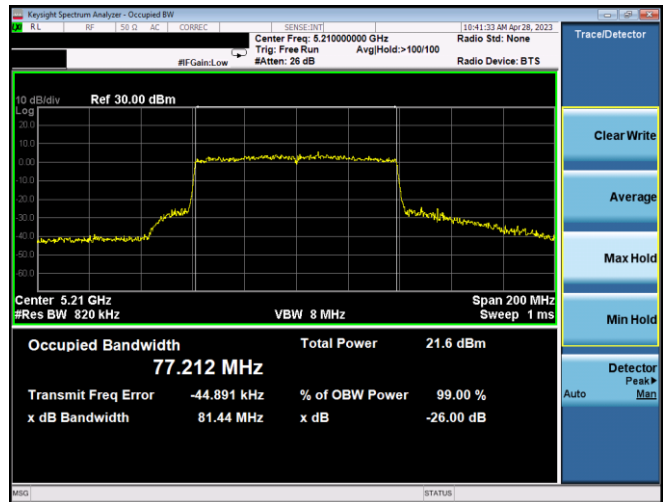 Keysight Spectrum Analyzer - Occupied BW
RL RF 50 Ω AC CORREC SENSE:INT 10:41:33 AM Apr 28, 2023
Center Freq: 5.210000000 GHz Radio Std: None
Trig: Free Run Avg|Hold:>100/100
#IFGain:Low #Atten: 26 dB Radio Device: BTS
Trace/Detector
10 dB/div Ref 30.00 dBm
Log
20.0
10.0
0.00
-10.0
-20.0
-30.0
-40.0
-50.0
-60.0
Center 5.21 GHz Span 200 MHz
#Res BW 820 kHz VBW 8 MHz Sweep 1 ms
Occupied Bandwidth Total Power 21.6 dBm
77.212 MHz
Transmit Freq Error -44.891 kHz % of OBW Power 99.00 %
x dB Bandwidth 81.44 MHz x dB -26.00 dB
Clear Write
Average
Max Hold
Min Hold
Detector
Peak▶
Auto Man
MSG STATUS